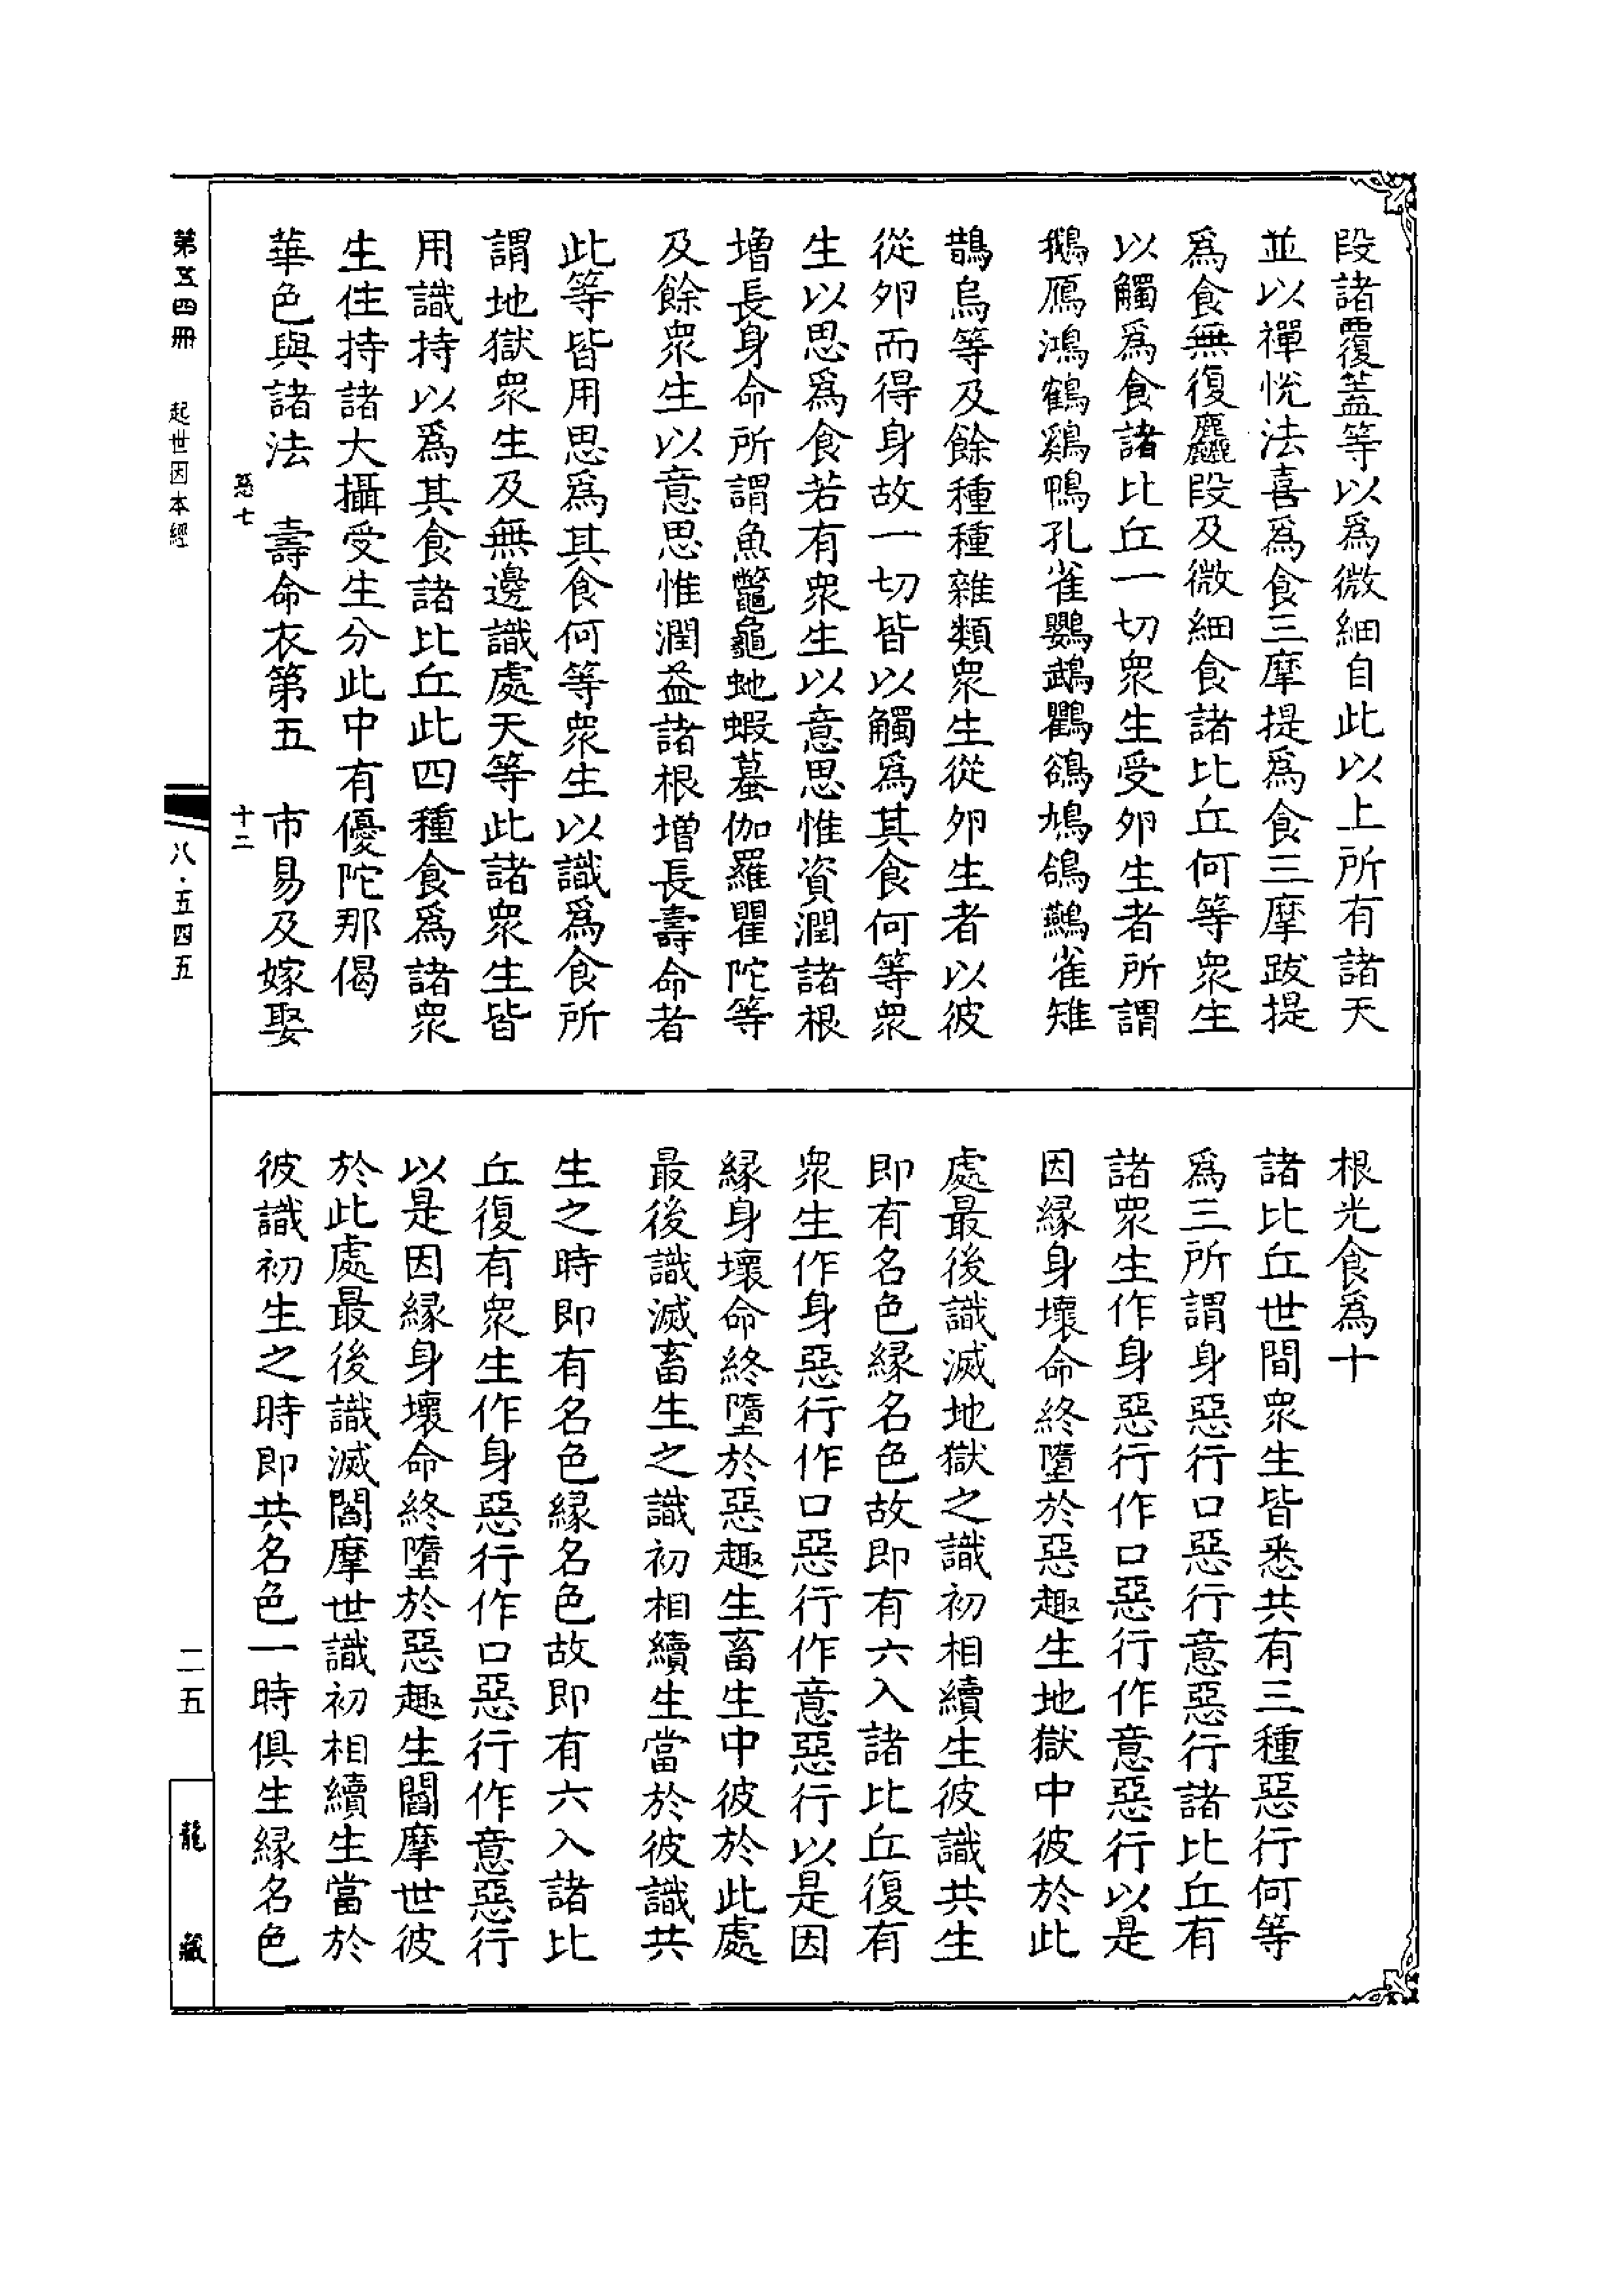 段諸覆蓋等以爲微細自此以上所有諸天
並以禪悅法喜爲食三摩提爲食三摩跋提
爲食無復麤段及微細食諸比丘何等衆生
以觸爲食諸比丘一切衆生受卵生者所謂
鵝鴈鴻鶴鷄鴨孔雀鸚鵡鸜鵒鳩鴿鷰雀雉
鵲烏等及餘種種雜類衆生從卵生者以彼
從卵而得身故一切皆以觸爲其食何等衆
生以思爲食若有衆生以意思惟資潤諸根
增長身命所謂魚鼈龜虵蝦蟇伽羅瞿陀等
及餘衆生以意思惟潤益諸根增長壽命者
此等皆用思爲其食何等衆生以識爲食所
謂地獄衆生及無邊識處天等此諸衆生皆
用識持以爲其食諸比丘此四種食爲諸衆
生住持諸大攝受生分此中有優陀那偈
華色與諸法　壽命衣第五　市易及嫁娶
慈七　十二
根光食爲十
諸比丘世間衆生皆悉共有三種惡行何等
爲三所謂身惡行口惡行意惡行諸比丘有
諸衆生作身惡行作口惡行作意惡行以是
因緣身壞命終墮於惡趣生地獄中彼於此
處最後識滅地獄之識初相續生彼識共生
即有名色緣名色故即有六入諸比丘復有
衆生作身惡行作口惡行作意惡行以是因
緣身壞命終墮於惡趣生畜生中彼於此處
最後識滅畜生之識初相續生當於彼識共
生之時即有名色緣名色故即有六入諸比
丘復有衆生作身惡行作口惡行作意惡行
以是因緣身壞命終墮於惡趣生閻摩世彼
於此處最後識滅閻摩世識初相續生當於
彼識初生之時即共名色一時俱生緣名色
第五四冊　起世因本經　八·五四五　二五　龍藏